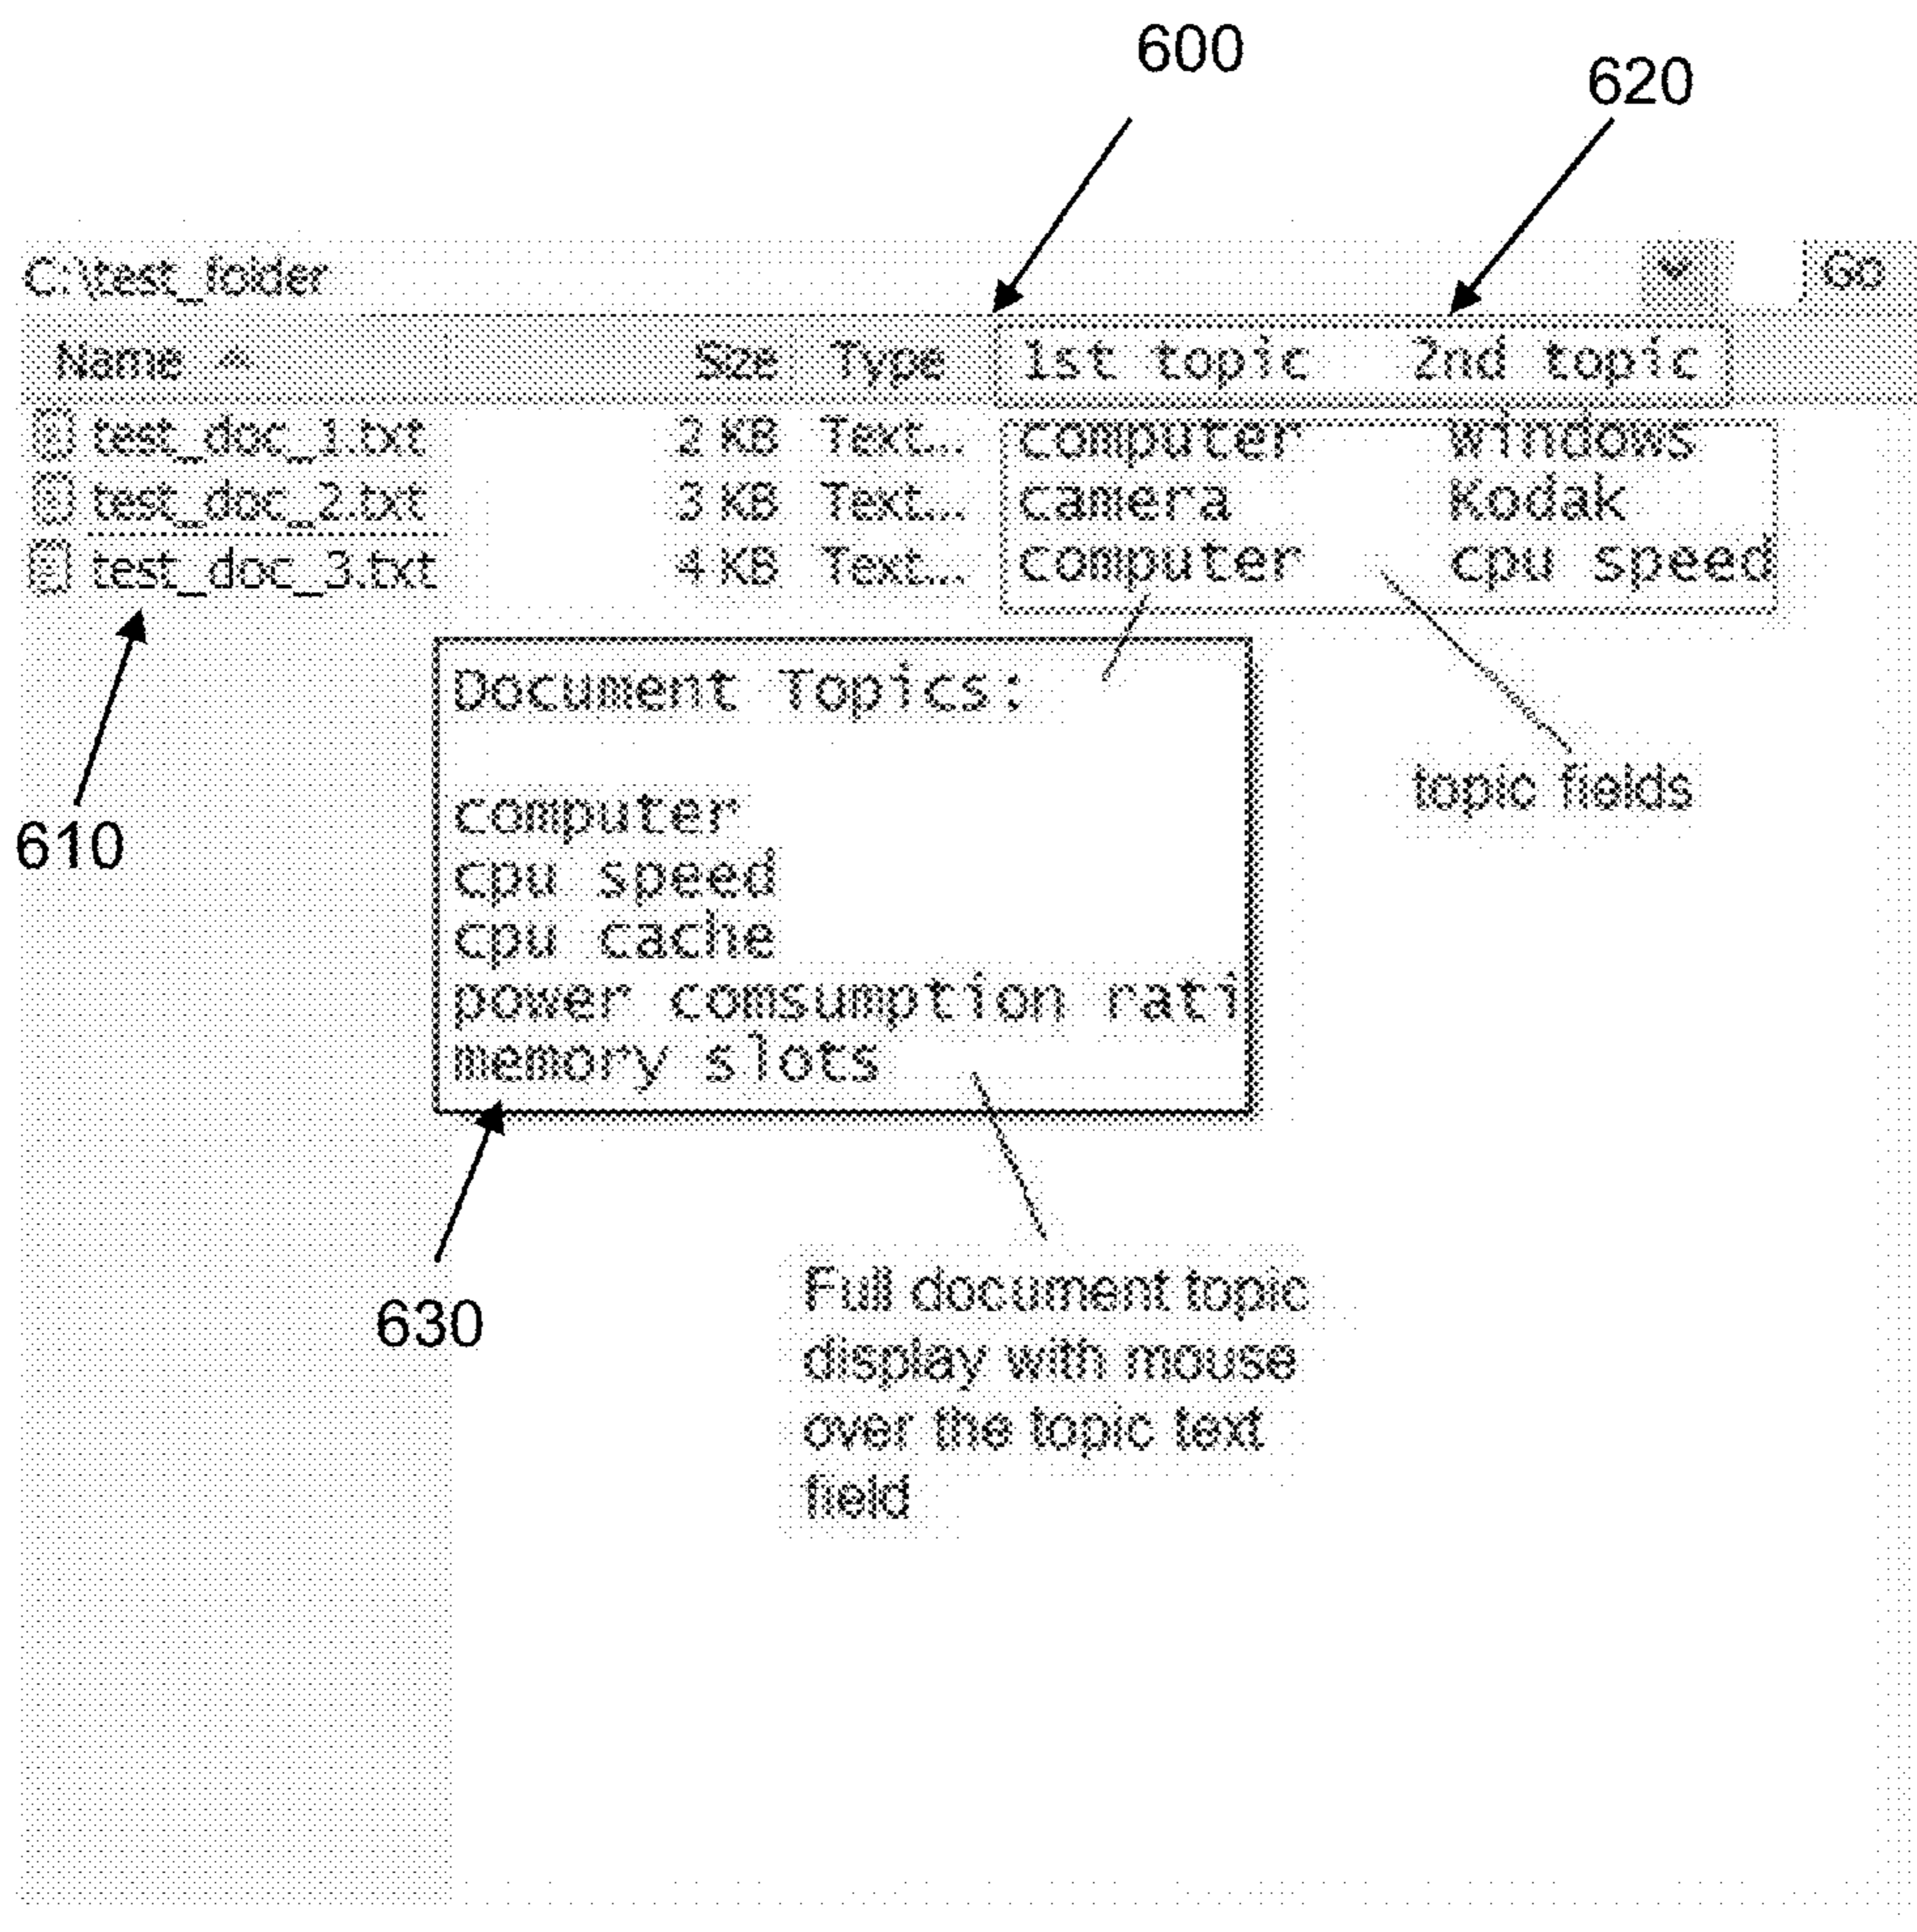 600
620
C:\test_folder Go
Name Size Type 1st topic 2nd topic
test_doc_1.txt 2 KB Text... computer windows
test_doc_2.txt 3 KB Text... camera Kodak
test_doc_3.txt 4 KB Text... computer cpu speed
Document Topics:
topic fields
computer
610
cpu speed
cpu cache
power comsumption rati
memory slots
630
Full document topic
display with mouse
over the topic text
field